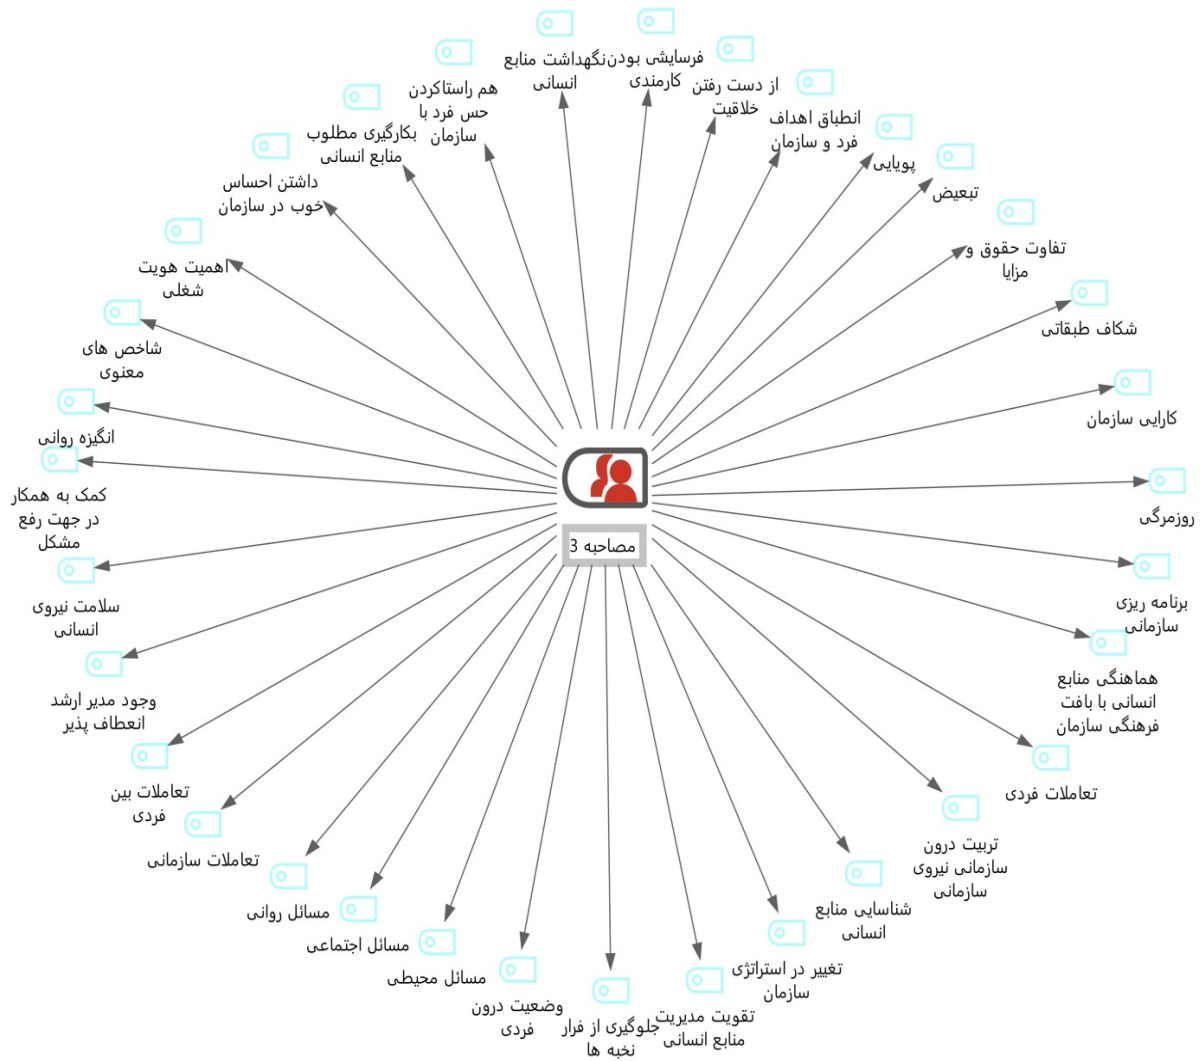 فرسایشی بودن
کارمندی
از دست رفتن
خلاقیت
انطباق اهداف
فرد و سازمان
پویایی
تبعیض
تفاوت حقوق و
مزایا
شکاف طبقاتی
کارایی سازمان
روزمرگی
برنامه ریزی
سازمانی
هماهنگی منابع
انسانی با بافت
فرهنگی سازمان
تعاملات فردی
تربیت درون
سازمانی نیروی
سازمانی
شناسایی منابع
انسانی
تغییر در استراتژی
سازمان
تقویت مدیریت
منابع انسانی
جلوگیری از فرار
نخبه ها
وضعیت درون
فردی
مسائل محیطی
مسائل اجتماعی
مسائل روانی
تعاملات سازمانی
تعاملات بین
فردی
وجود مدیر ارشد
انعطاف پذیر
سلامت نیروی
انسانی
کمک به همکار
در جهت رفع
مشکل
انگیزه روانی
شاخص های
معنوی
اهمیت هویت
شغلی
داشتن احساس
خوب در سازمان
بکارگیری مطلوب
منابع انسانی
هم راستاکردن
حس فرد با
سازمان
نگهداشت منابع
انسانی
مصاحبه 3